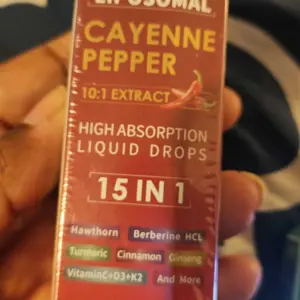 LIPOSOMAL
CAYENNE
PEPPER
10:1 EXTRACT
HIGH ABSORPTION
LIQUID DROPS
15 IN 1
Hawthorn Berberine HCL
Turmeric Cinnamon Ginseng
VitaminC+D3+K2 And More